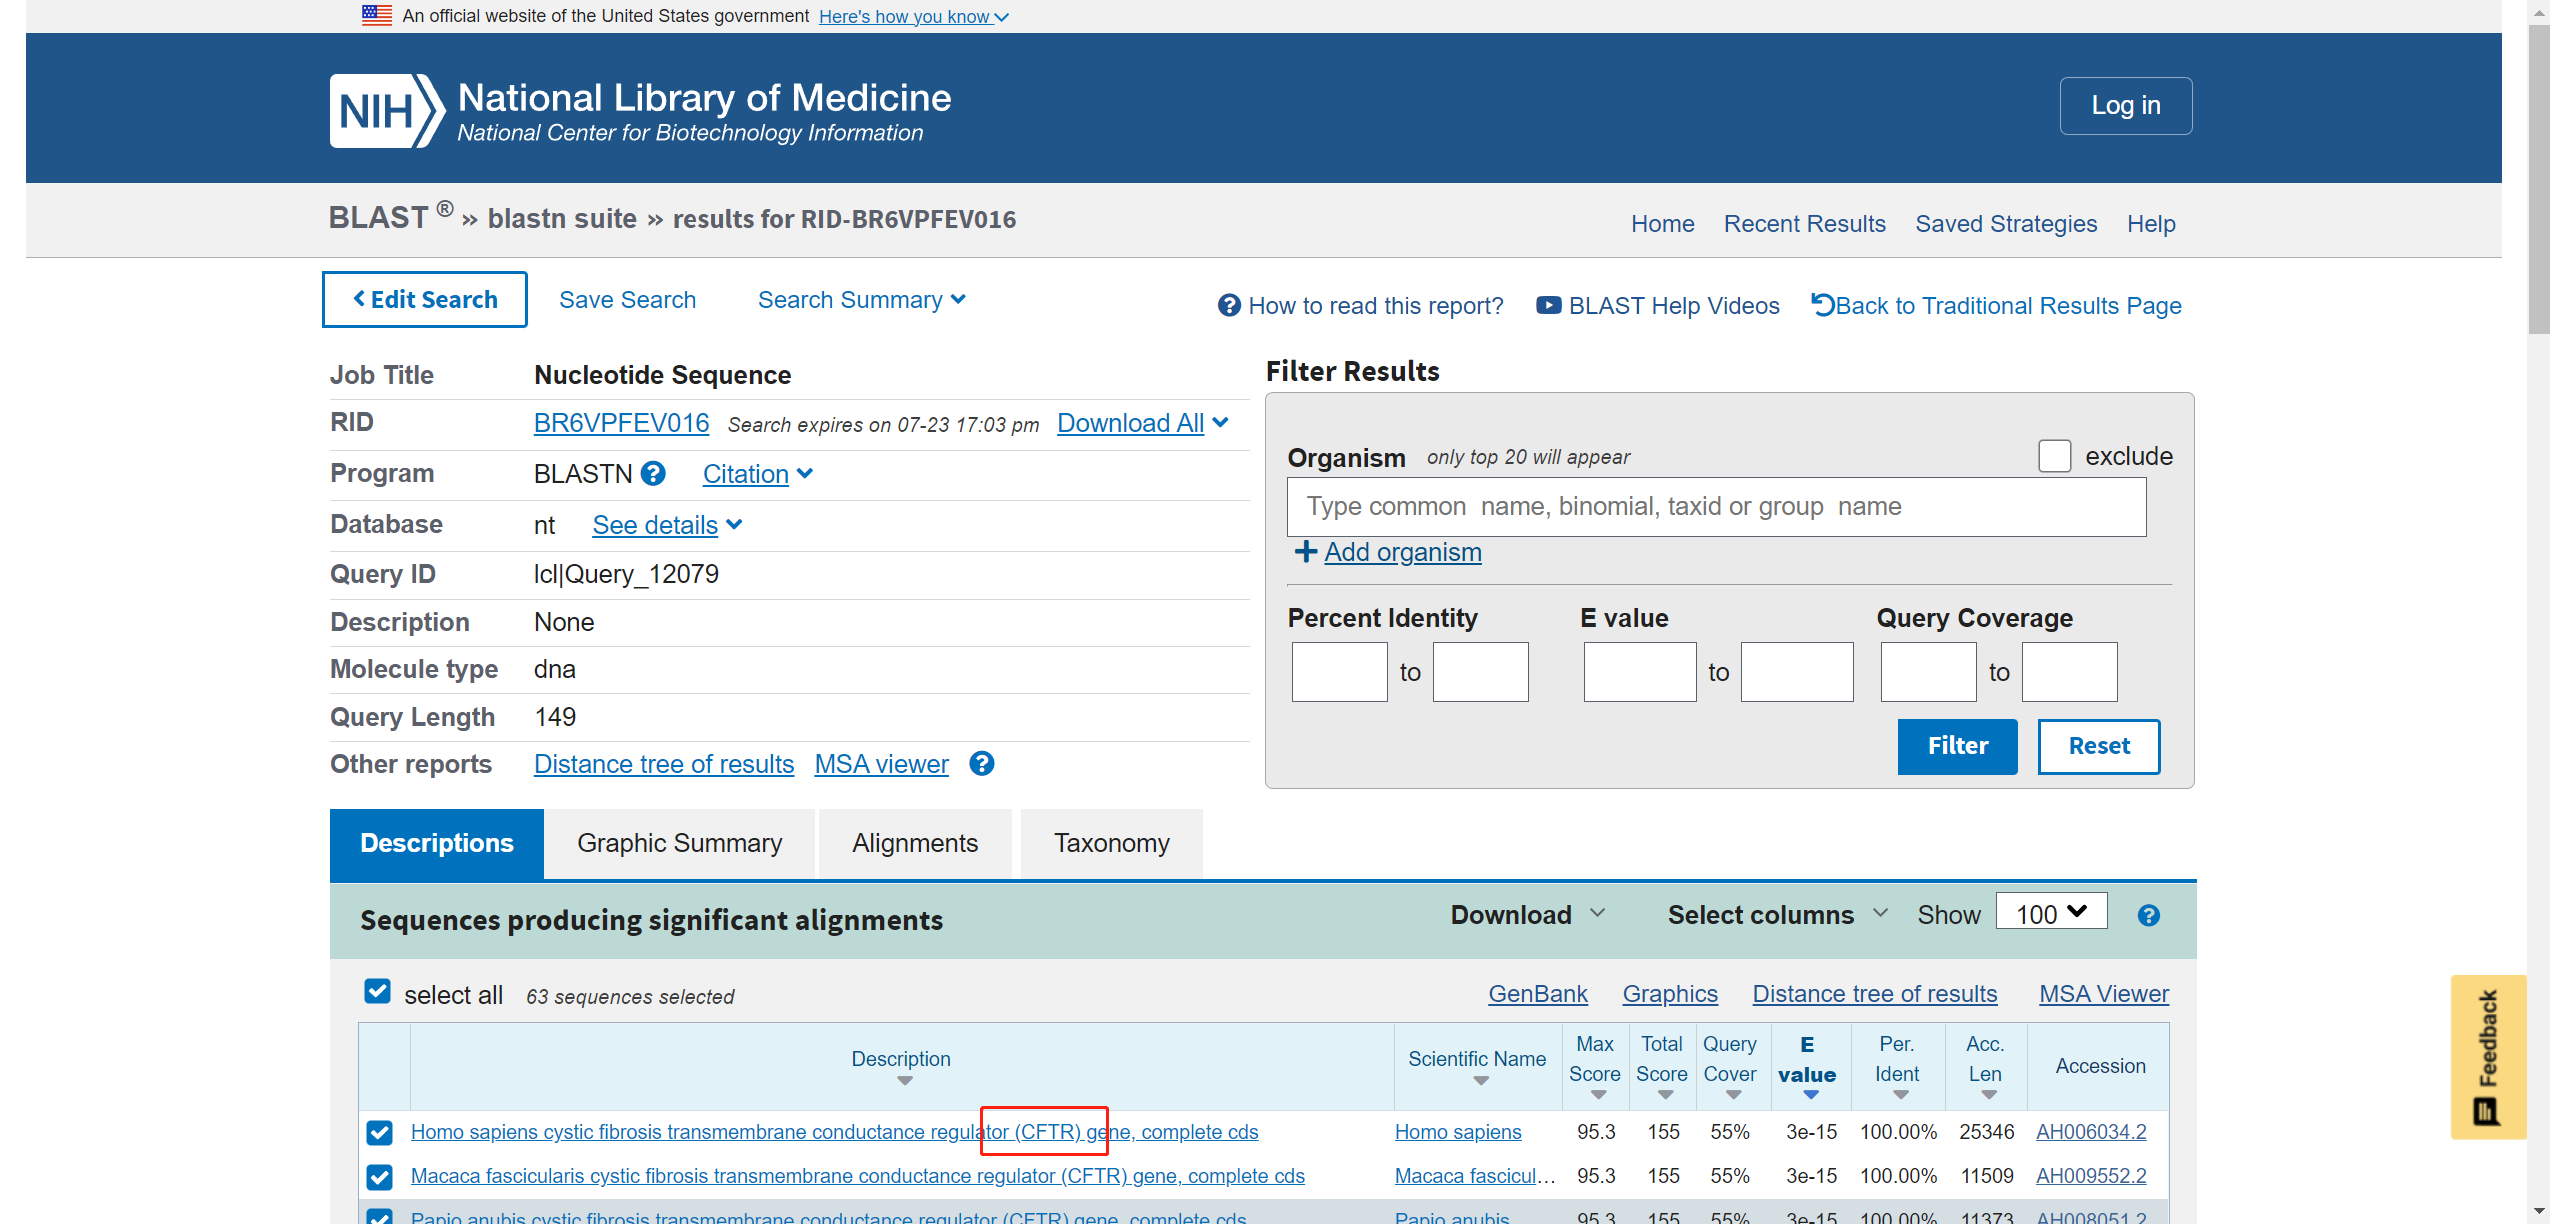 An official website of the United States government Here's how you know
NIH National Library of Medicine
National Center for Biotechnology Information
Log in
BLAST ® » blastn suite » results for RID-BR6VPFEV016
Home Recent Results Saved Strategies Help
Edit Search Save Search Search Summary
How to read this report? BLAST Help Videos Back to Traditional Results Page
Job Title Nucleotide Sequence
RID BR6VPFEV016 Search expires on 07-23 17:03 pm Download All
Program BLASTN Citation
Database nt See details
Query ID lcl|Query_12079
Description None
Molecule type dna
Query Length 149
Other reports Distance tree of results MSA viewer
Filter Results
Organism only top 20 will appear exclude
Type common name, binomial, taxid or group name
Add organism
Percent Identity E value Query Coverage
to to to
Filter Reset
Descriptions Graphic Summary Alignments Taxonomy
Sequences producing significant alignments Download Select columns Show 100
select all 63 sequences selected GenBank Graphics Distance tree of results MSA Viewer
Description Scientific Name Max Score Total Score Query Cover E value Per. Ident Acc. Len Accession
Homo sapiens cystic fibrosis transmembrane conductance regulator (CFTR) gene, complete cds Homo sapiens 95.3 155 55% 3e-15 100.00% 25346 AH006034.2
Macaca fascicularis cystic fibrosis transmembrane conductance regulator (CFTR) gene, complete cds Macaca fascicul... 95.3 155 55% 3e-15 100.00% 11509 AH009552.2
Papio anubis cystic fibrosis transmembrane conductance regulator (CFTR) gene, complete cds Papio anubis 95.3 155 55% 3e-15 100.00% 11373 AH008051.2
Feedback